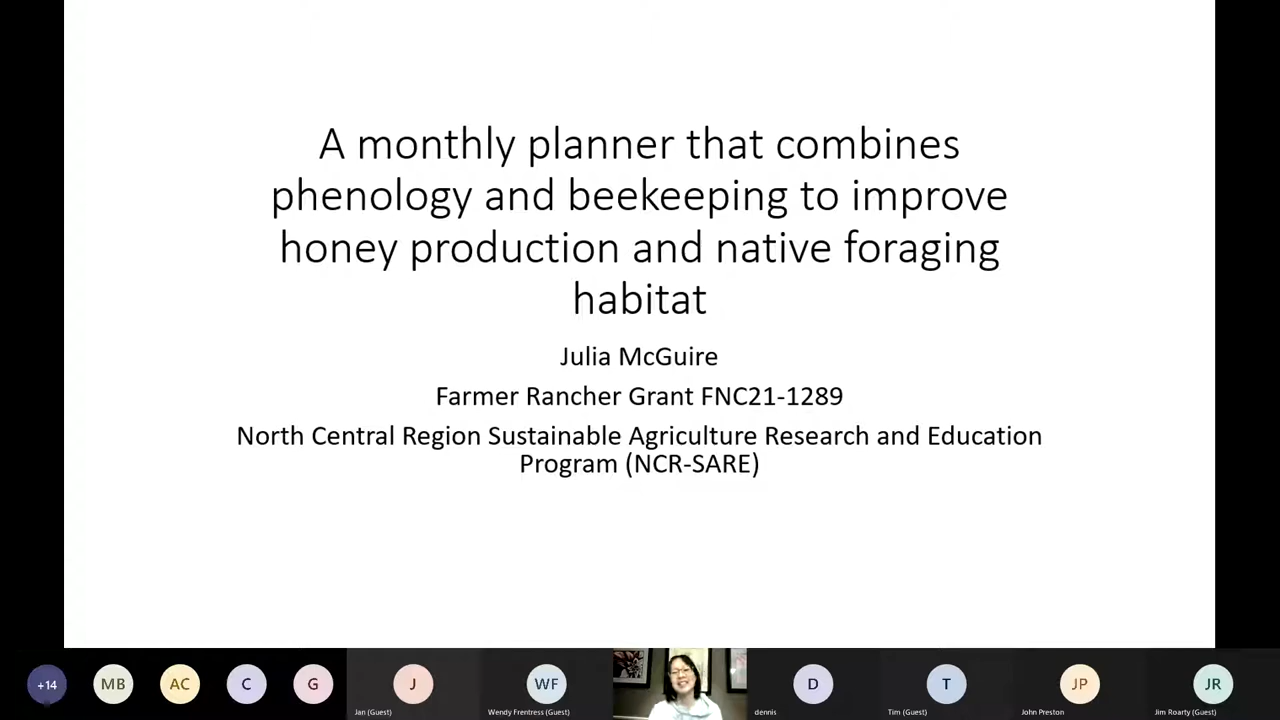 A monthly planner that combines
phenology and beekeeping to improve
honey production and native foraging
habitat
Julia McGuire
Farmer Rancher Grant FNC21-1289
North Central Region Sustainable Agriculture Research and Education
Program (NCR-SARE)
+14
MB
AC
C
G
J
WF
D
T
JP
JR
Jan (Guest)
Wendy Frentress (Guest)
dennis
Tim (Guest)
John Preston
Jim Roarty (Guest)